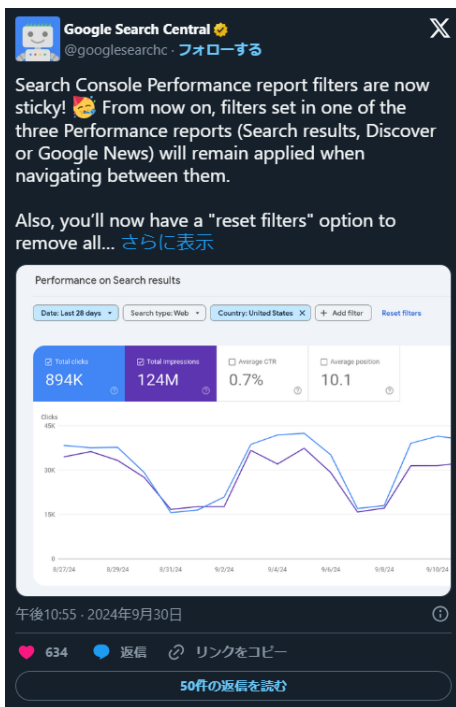 Google Search Central
@googlesearchc · フォローする
Search Console Performance report filters are now
sticky! 🥳 From now on, filters set in one of the
three Performance reports (Search results, Discover
or Google News) will remain applied when
navigating between them.
Also, you'll now have a "reset filters" option to
remove all... さらに表示
Performance on Search results
Date: Last 28 days
Search type: Web
Country: United States ×
+ Add filter
Reset filters
Total clicks
894K
Total impressions
124M
Average CTR
0.7%
Average position
10.1
Clicks
45K
30K
15K
0
8/27/24 8/29/24 8/31/24 9/2/24 9/4/24 9/6/24 9/8/24 9/10/24
午後10:55 · 2024年9月30日
634 返信 リンクをコピー
50件の返信を読む